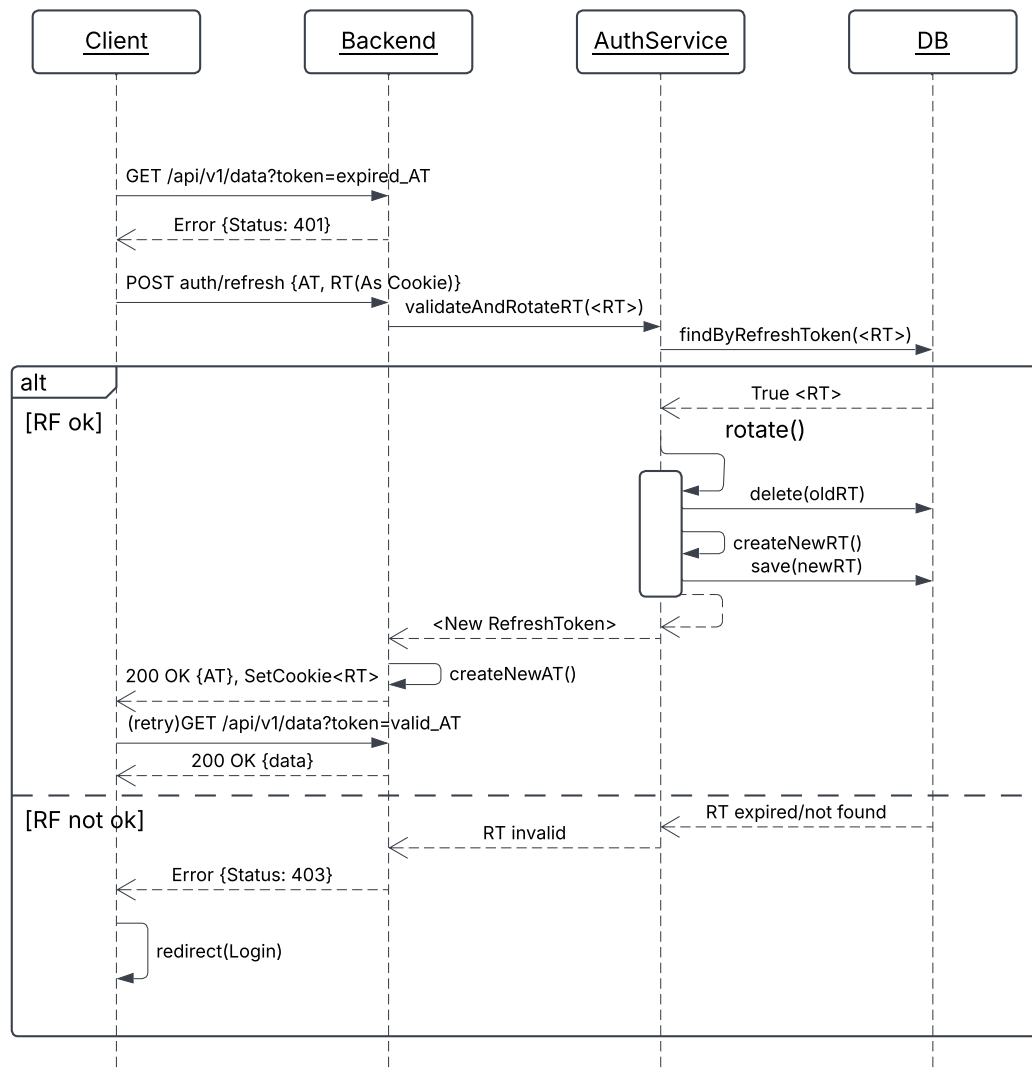 Client
Backend
AuthService
DB
GET /api/v1/data?token=expired_AT
Error {Status: 401}
POST auth/refresh {AT, RT(As Cookie)}
validateAndRotateRT(<RT>)
findByRefreshToken(<RT>)
alt
[RF ok]
True <RT>
rotate()
delete(oldRT)
createNewRT()
save(newRT)
<New RefreshToken>
createNewAT()
200 OK {AT}, SetCookie<RT>
(retry)GET /api/v1/data?token=valid_AT
200 OK {data}
[RF not ok]
RT expired/not found
RT invalid
Error {Status: 403}
redirect(Login)